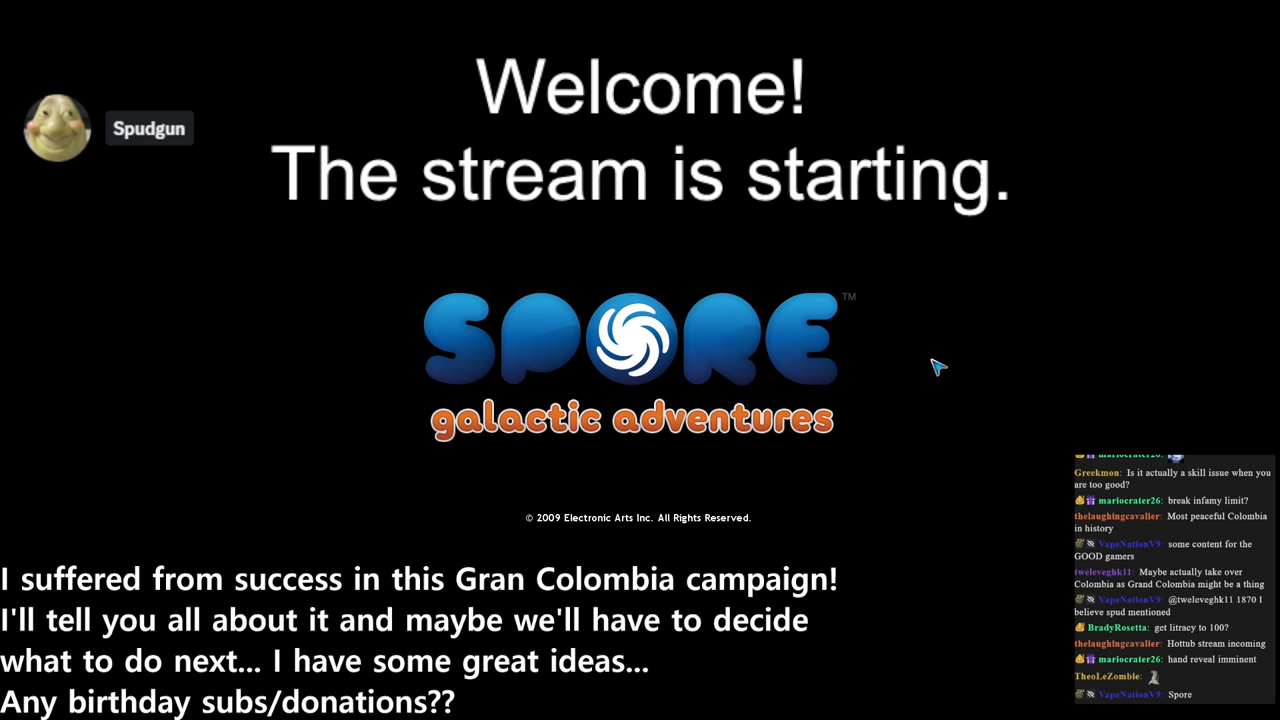 Welcome!
The stream is starting.
Spudgun
SPORE™
galactic adventures
© 2009 Electronic Arts Inc. All Rights Reserved.
I suffered from success in this Gran Colombia campaign!
I'll tell you all about it and maybe we'll have to decide
what to do next... I have some great ideas...
Any birthday subs/donations??
Greekmon: Is it actually a skill issue when you
are too good?
mariocrater26: break infamy limit?
thelaughingcavalier: Most peaceful Colombia
in history
VapeNationV9: some content for the
GOOD gamers
tweleveghk11: Maybe actually take over
Colombia as Grand Colombia might be a thing
VapeNationV9: @tweleveghk11 1870 I
believe spud mentioned
BradyRosetta: get litracy to 100?
thelaughingcavalier: Hottub stream incoming
mariocrater26: hand reveal imminent
TheoLeZombie:
VapeNationV9: Spore